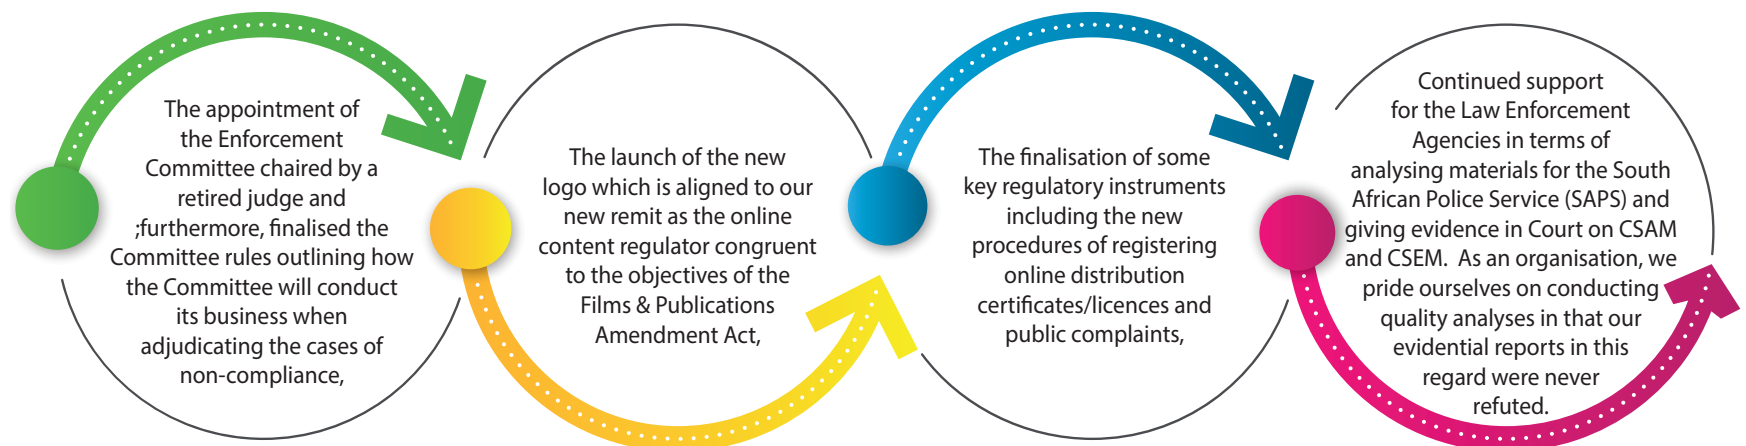 The appointment of
the Enforcement
Committee chaired by a
retired judge and
;furthermore, finalised the
Committee rules outlining how
the Committee will conduct
its business when
adjudicating the cases of
non-compliance,
The launch of the new
logo which is aligned to our
new remit as the online
content regulator congruent
to the objectives of the
Films & Publications
Amendment Act,
The finalisation of some
key regulatory instruments
including the new
procedures of registering
online distribution
certificates/licences and
public complaints,
Continued support
for the Law Enforcement
Agencies in terms of
analysing materials for the South
African Police Service (SAPS) and
giving evidence in Court on CSAM
and CSEM. As an organisation, we
pride ourselves on conducting
quality analyses in that our
evidential reports in this
regard were never
refuted.